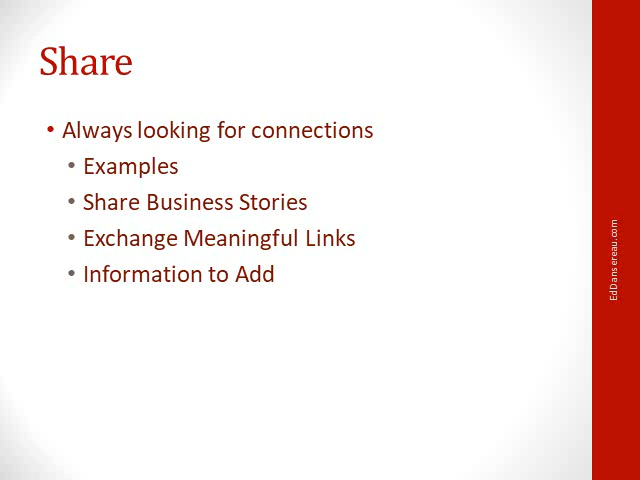 Share
• Always looking for connections
• Examples
• Share Business Stories
• Exchange Meaningful Links
• Information to Add
EdDansereau.com